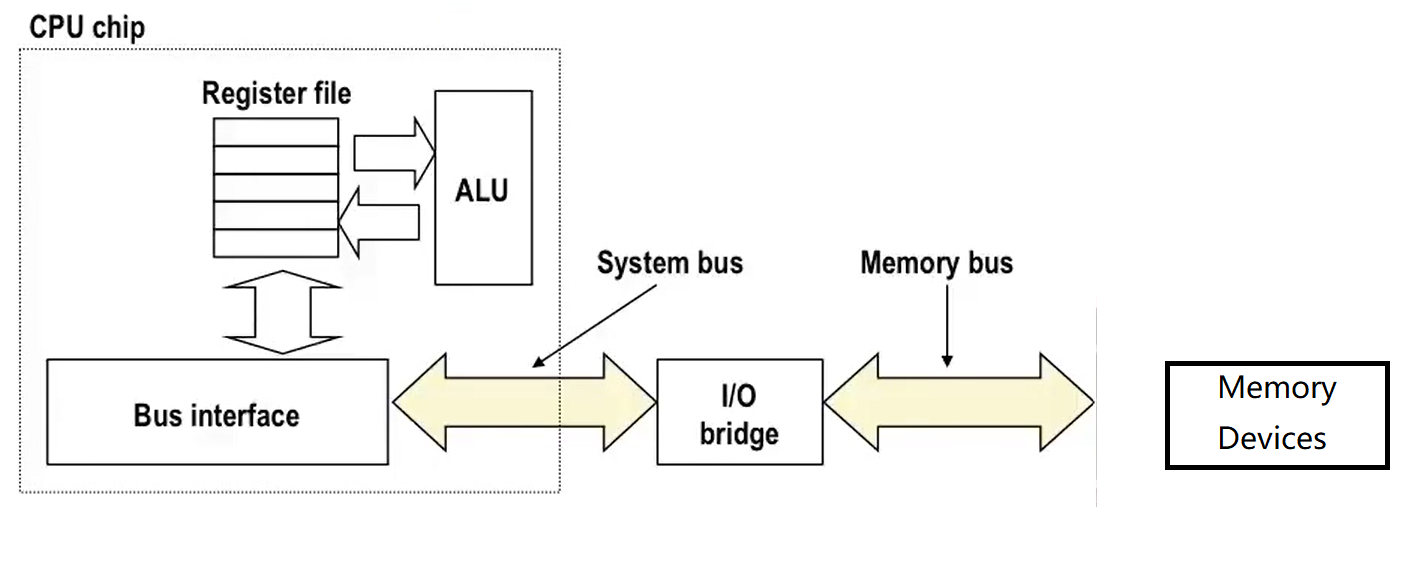 CPU chip
Register file
ALU
System bus
Memory bus
Bus interface
I/O
bridge
Memory
Devices